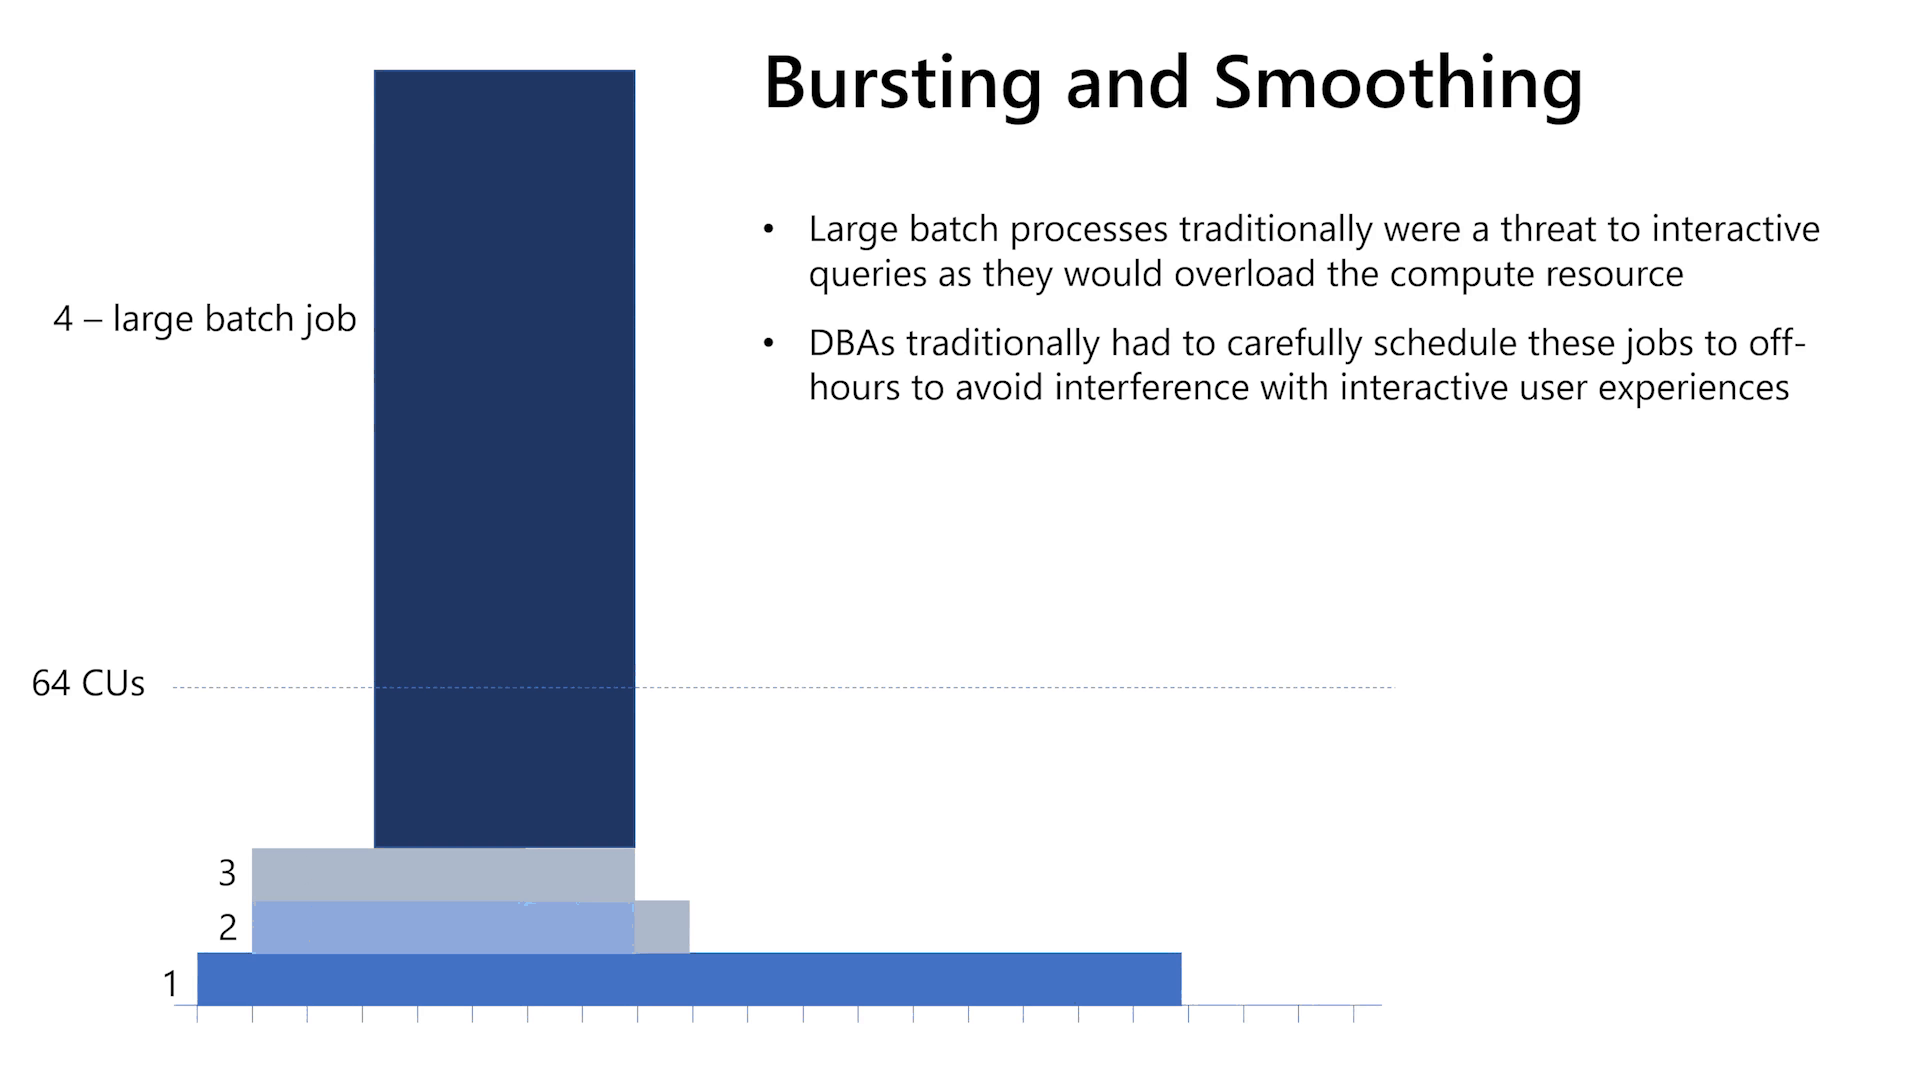 Bursting and Smoothing
• Large batch processes traditionally were a threat to interactive
queries as they would overload the compute resource
• DBAs traditionally had to carefully schedule these jobs to off-
hours to avoid interference with interactive user experiences
4 – large batch job
64 CUs
3
2
1